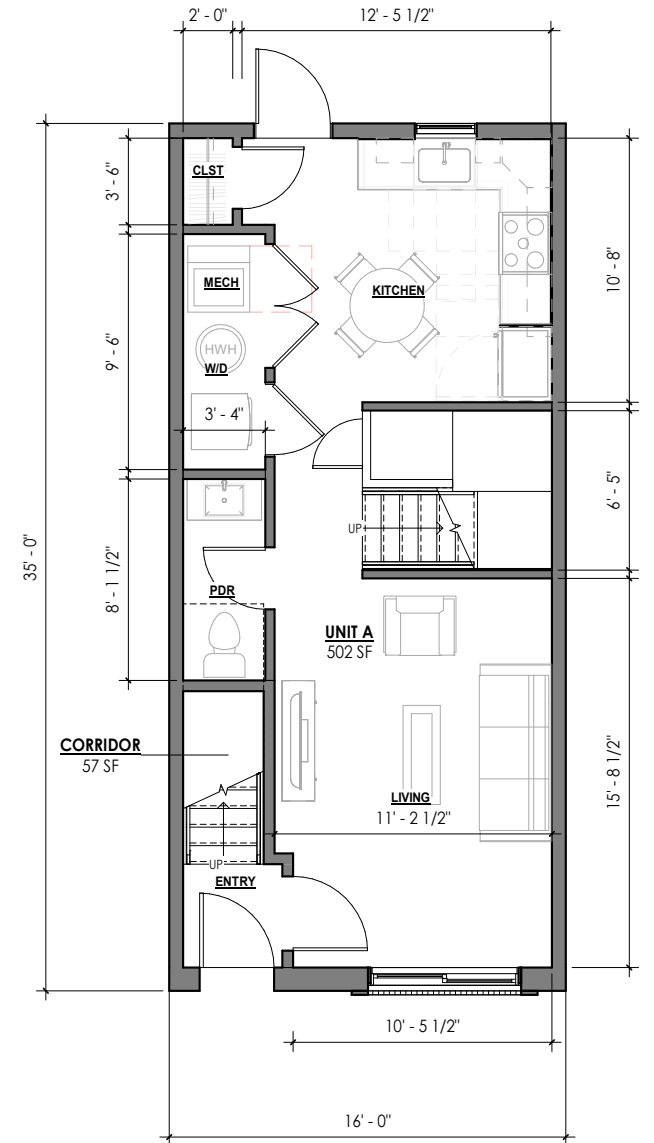 2' - 0"
12' - 5 1/2"
3' - 6"
CLST
10' - 8"
MECH
KITCHEN
9' - 6"
HWH
W/D
3' - 4"
6' - 5"
UP
35' - 0"
8' - 1 1/2"
PDR
UNIT A
502 SF
CORRIDOR
57 SF
15' - 8 1/2"
LIVING
11' - 2 1/2"
UP
ENTRY
10' - 5 1/2"
16' - 0"